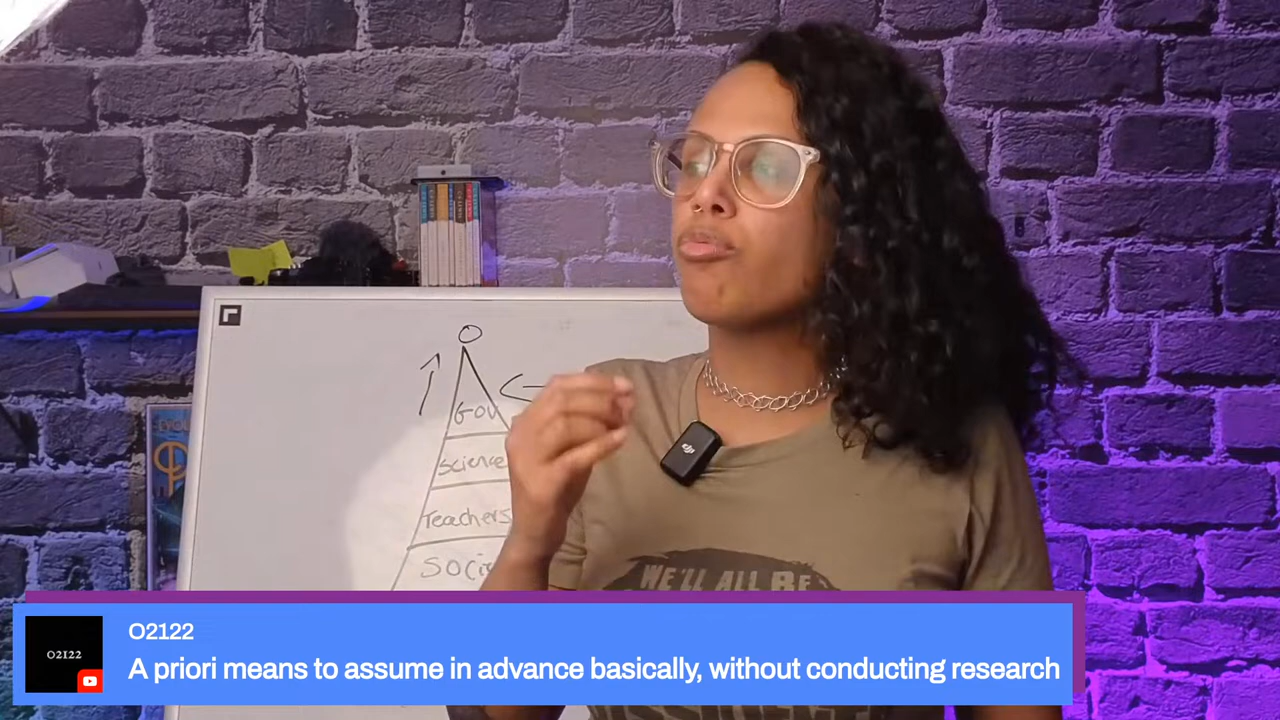 Gov
science
Teachers
Soci
WE'LL ALL BE
O2122
O2122
A priori means to assume in advance basically, without conducting research